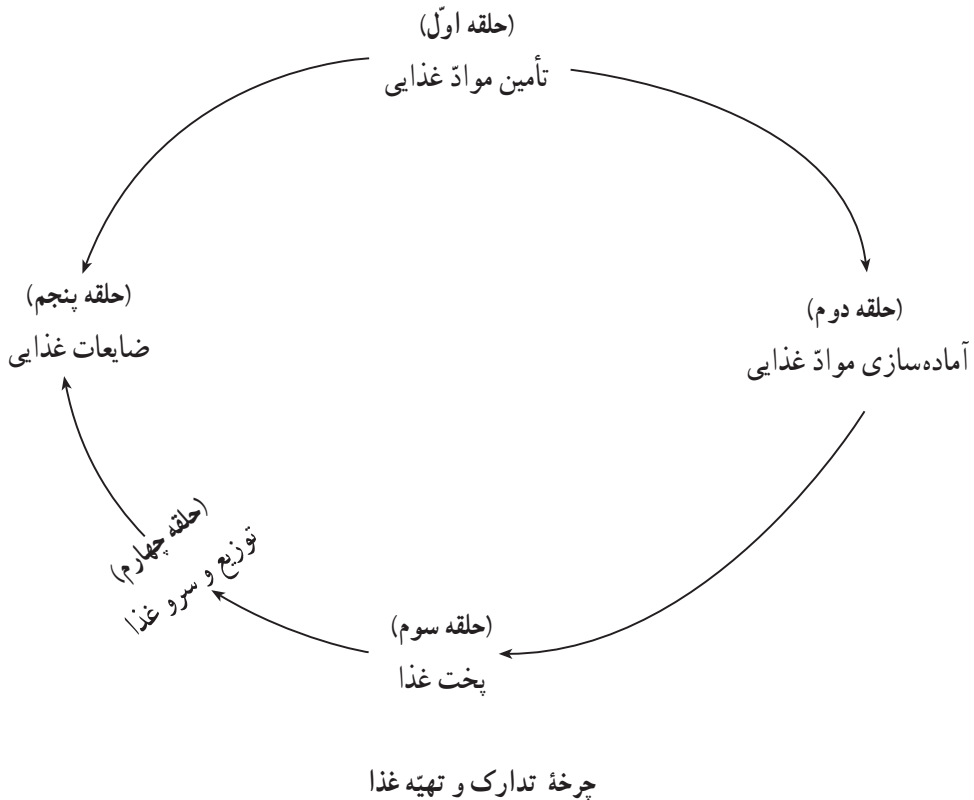 (حلقه اوّل)
تأمین موادّ غذایی
(حلقه دوم)
آماده‌سازی موادّ غذایی
(حلقه سوم)
پخت غذا
(حلقه چهارم)
توزیع و سرو غذا
(حلقه پنجم)
ضایعات غذایی
چرخهٔ تدارک و تهیّه غذا